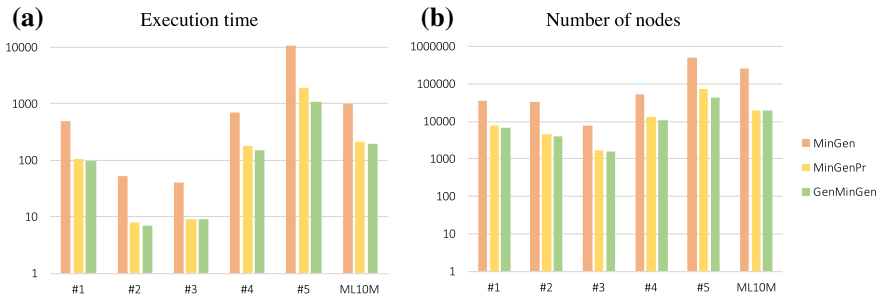 (a)
Execution time
10000
1000
100
10
1
#1 #2 #3 #4 #5 ML10M
(b)
Number of nodes
1000000
100000
10000
1000
100
10
1
#1 #2 #3 #4 #5 ML10M
MinGen
MinGenPr
GenMinGen